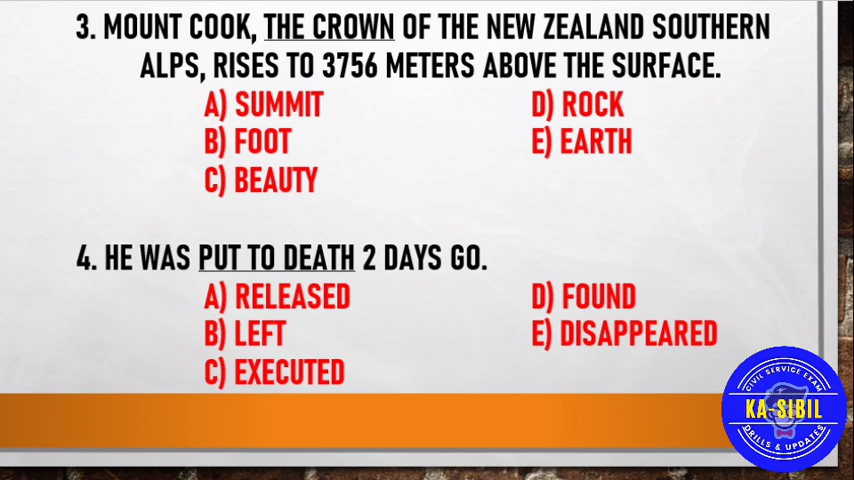 3. MOUNT COOK, THE CROWN OF THE NEW ZEALAND SOUTHERN
ALPS, RISES TO 3756 METERS ABOVE THE SURFACE.
A) SUMMIT
B) FOOT
C) BEAUTY
D) ROCK
E) EARTH
4. HE WAS PUT TO DEATH 2 DAYS GO.
A) RELEASED
B) LEFT
C) EXECUTED
D) FOUND
E) DISAPPEARED
CIVIL SERVICE EXAM
KA-SIBIL
DRILLS & UPDATES